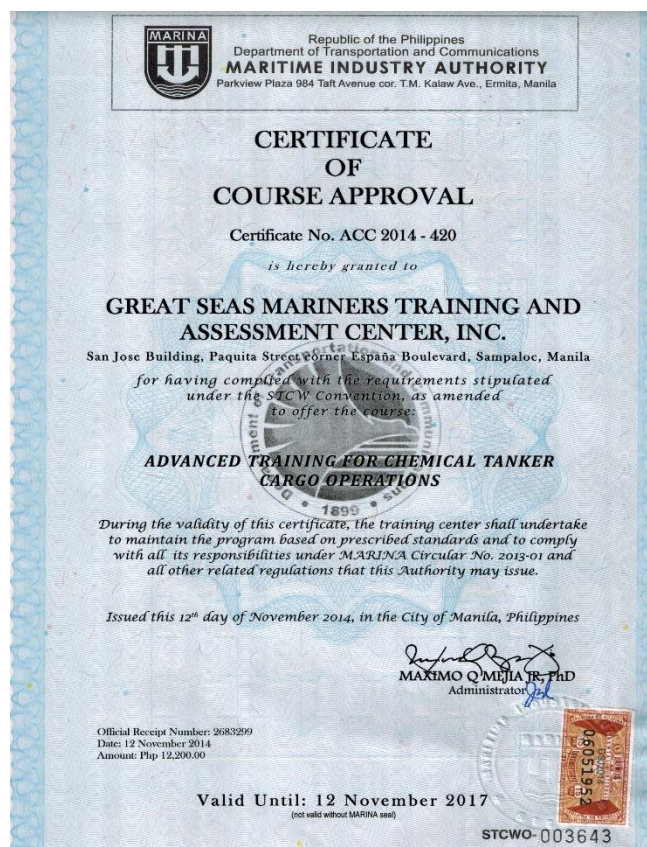 MARINA
Republic of the Philippines
Department of Transportation and Communications
MARITIME INDUSTRY AUTHORITY
Parkview Plaza 984 Taft Avenue cor. T.M. Kalaw Ave., Ermita, Manila
CERTIFICATE
OF
COURSE APPROVAL
Certificate No. ACC 2014 - 420
is hereby granted to
GREAT SEAS MARINERS TRAINING AND
ASSESSMENT CENTER, INC.
San Jose Building, Paquita Street corner España Boulevard, Sampaloc, Manila
for having complied with the requirements stipulated
under the STCW Convention, as amended
to offer the course:
Department of Transportation and Communications
1899
ADVANCED TRAINING FOR CHEMICAL TANKER
CARGO OPERATIONS
During the validity of this certificate, the training center shall undertake
to maintain the program based on prescribed standards and to comply
with all its responsibilities under MARINA Circular No. 2013-01 and
all other related regulations that this Authority may issue.
Issued this 12th day of November 2014, in the City of Manila, Philippines
MAXIMO Q MEJIA JR, PhD
Administrator
Official Receipt Number: 2683299
Date: 12 November 2014
Amount: Php 12,200.00
06051952
Valid Until: 12 November 2017
(not valid without MARINA seal)
STCWO-003643